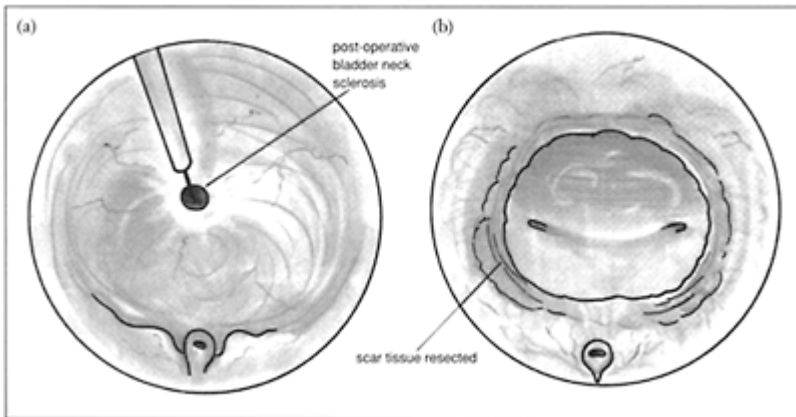 (a)
post-operative
bladder neck
sclerosis
(b)
scar tissue resected